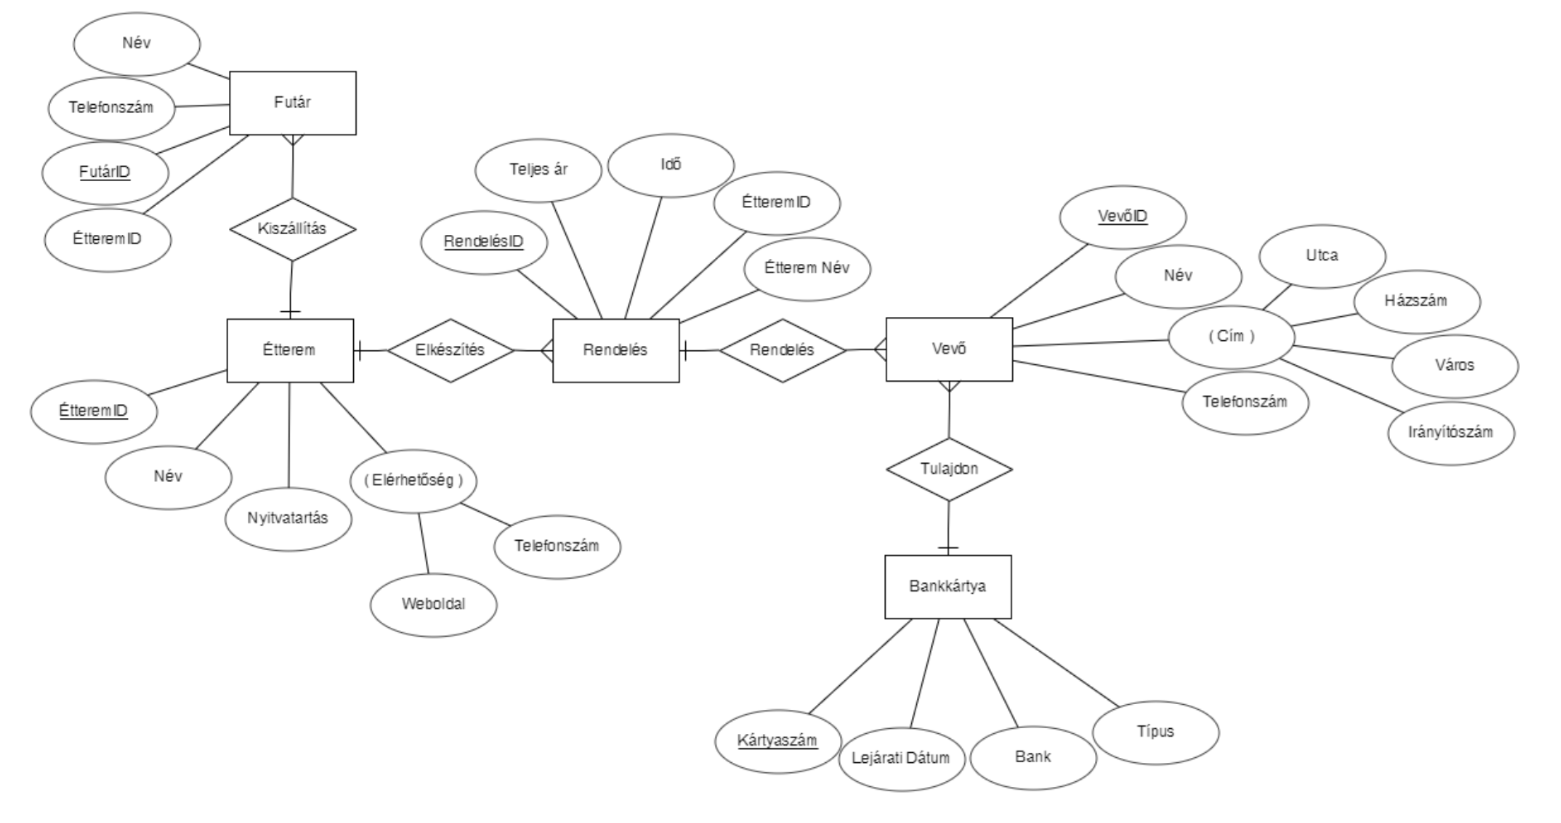 Név
Futár
Telefonszám
FutárID
ÉtteremID
Kiszállítás
Teljes ár
Idő
ÉtteremID
RendelésID
Étterem Név
VevőID
Név
Utca
Házszám
( Cím )
Város
Telefonszám
Irányítószám
Étterem
Elkészítés
Rendelés
Rendelés
Vevő
ÉtteremID
Név
Nyitvatartás
( Elérhetőség )
Telefonszám
Weboldal
Tulajdon
Bankkártya
Kártyaszám
Lejárati Dátum
Bank
Típus